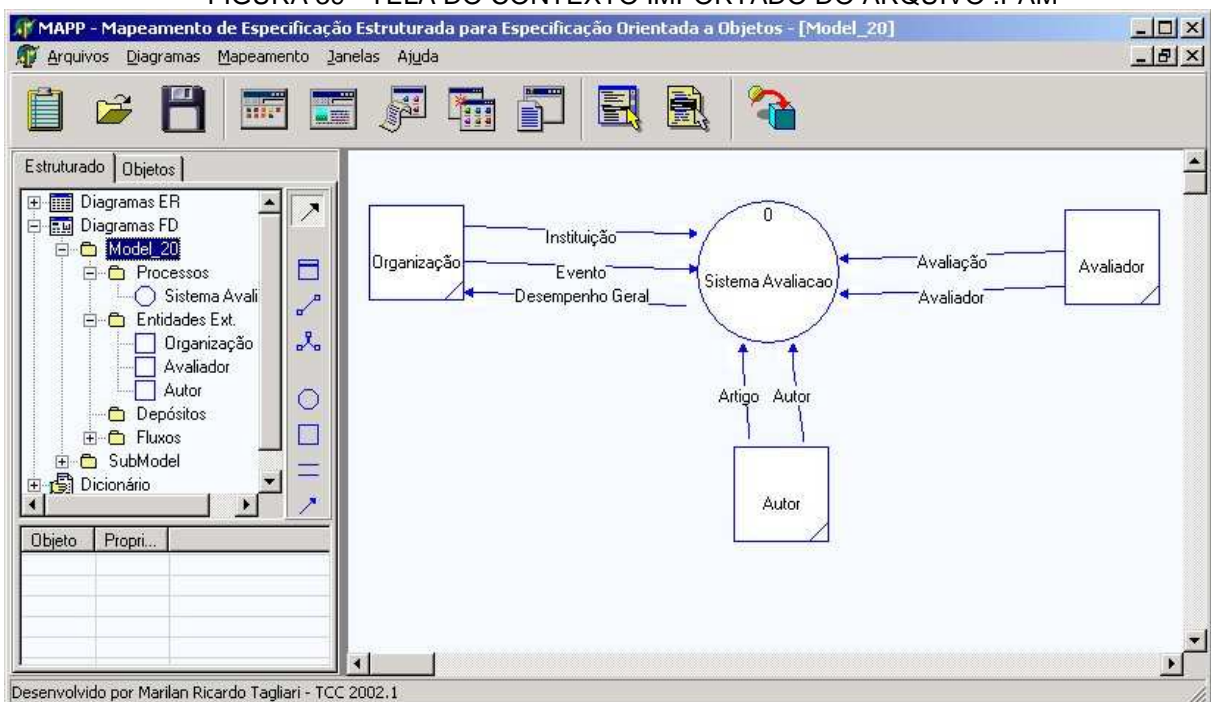 MAPP - Mapeamento de Especificação Estruturada para Especificação Orientada a Objetos - [Model_20]
Arquivos Diagramas Mapeamento Janelas Ajuda
Estruturado Objetos
Diagramas ER
Diagramas FD
Model_20
Processos
Sistema Avali
Entidades Ext.
Organização
Avaliador
Autor
Depósitos
Fluxos
SubModel
Dicionário
Objeto Propri...
Organização
Instituição
Evento
Desempenho Geral
0
Sistema Avaliacao
Avaliação
Avaliador
Avaliador
Artigo Autor
Autor
Desenvolvido por Marilan Ricardo Tagliari - TCC 2002.1